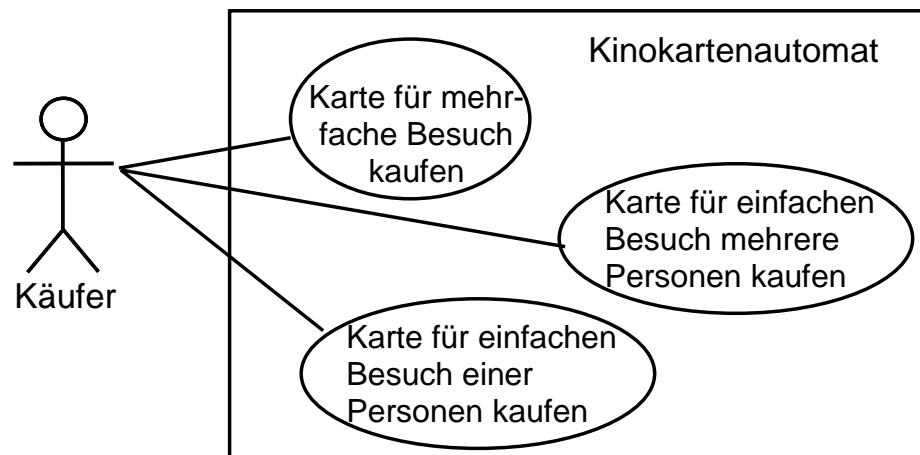 Kinokartenautomat
Karte für mehr-
fache Besuch
kaufen
Karte für einfachen
Besuch mehrere
Personen kaufen
Käufer
Karte für einfachen
Besuch einer
Personen kaufen